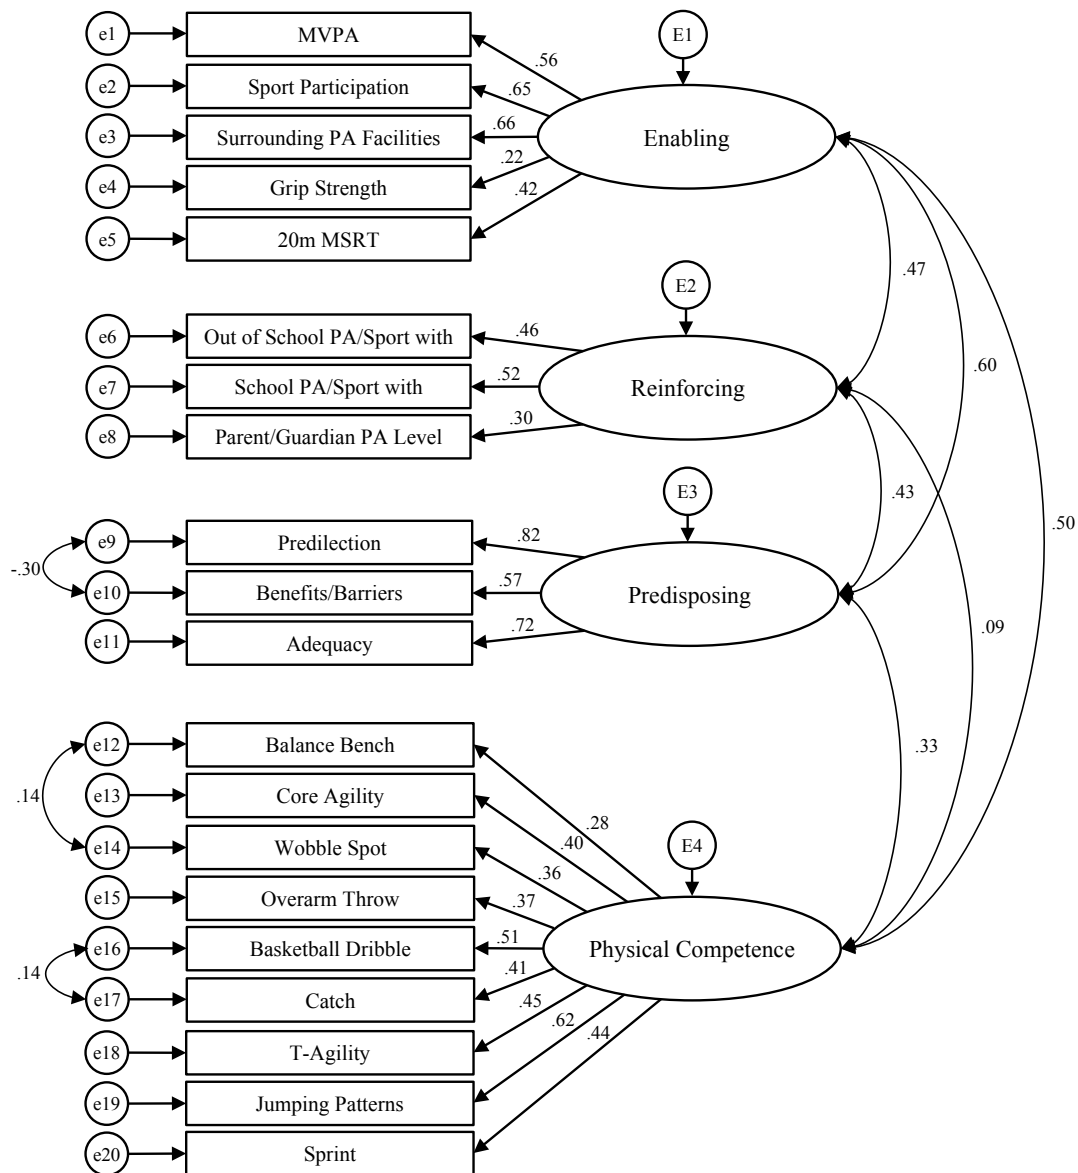 e1 MVPA E1
.56
e2 Sport Participation
.65
e3 Surrounding PA Facilities .66 Enabling
.22
e4 Grip Strength
.42
e5 20m MSRT
.47
E2
e6 Out of School PA/Sport with .46
.60
e7 School PA/Sport with .52 Reinforcing
e8 Parent/Guardian PA Level .30
E3 .43
.50
e9 Predilection .82
-.30
e10 Benefits/Barriers .57 Predisposing
e11 Adequacy .72
.09
e12 Balance Bench
.33
.14 e13 Core Agility
.28
.40 E4
e14 Wobble Spot
.36
e15 Overarm Throw .37
e16 Basketball Dribble .51 Physical Competence
.14
.41
e17 Catch
.45
.62
.44
e18 T-Agility
e19 Jumping Patterns
e20 Sprint